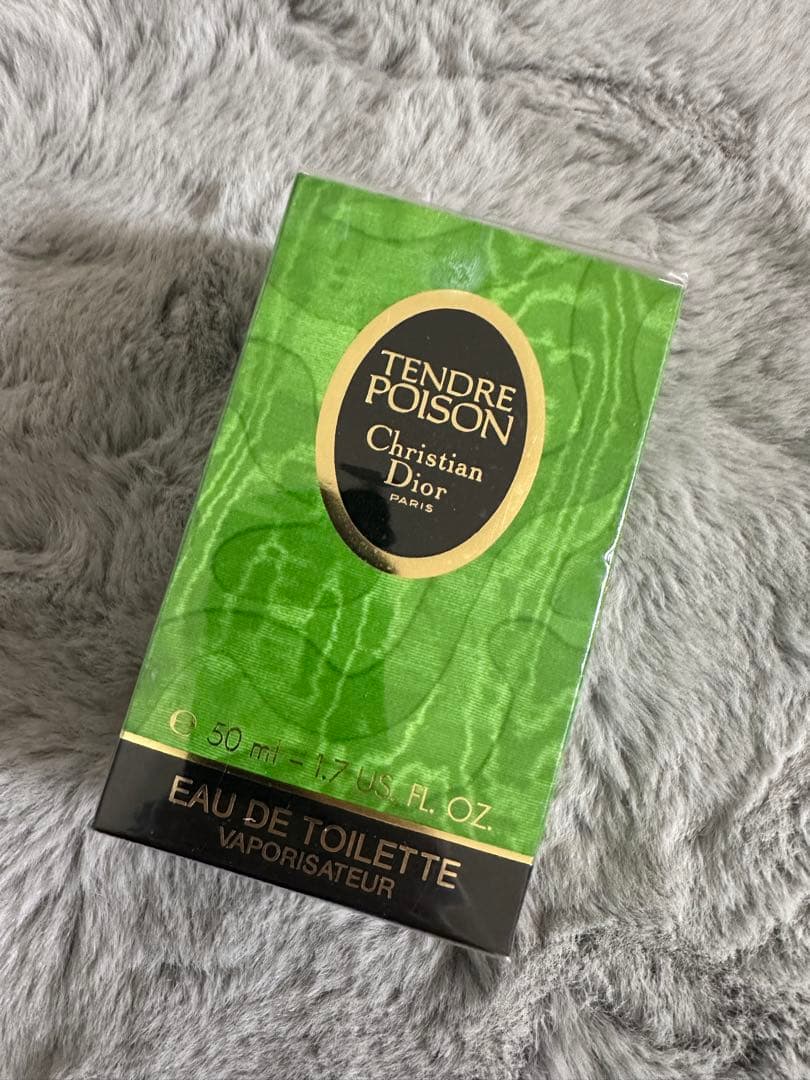 TENDRE
POISON
Christian
Dior
PARIS
℮ 50 ml – 1.7 US. FL. OZ.
EAU DE TOILETTE
VAPORISATEUR